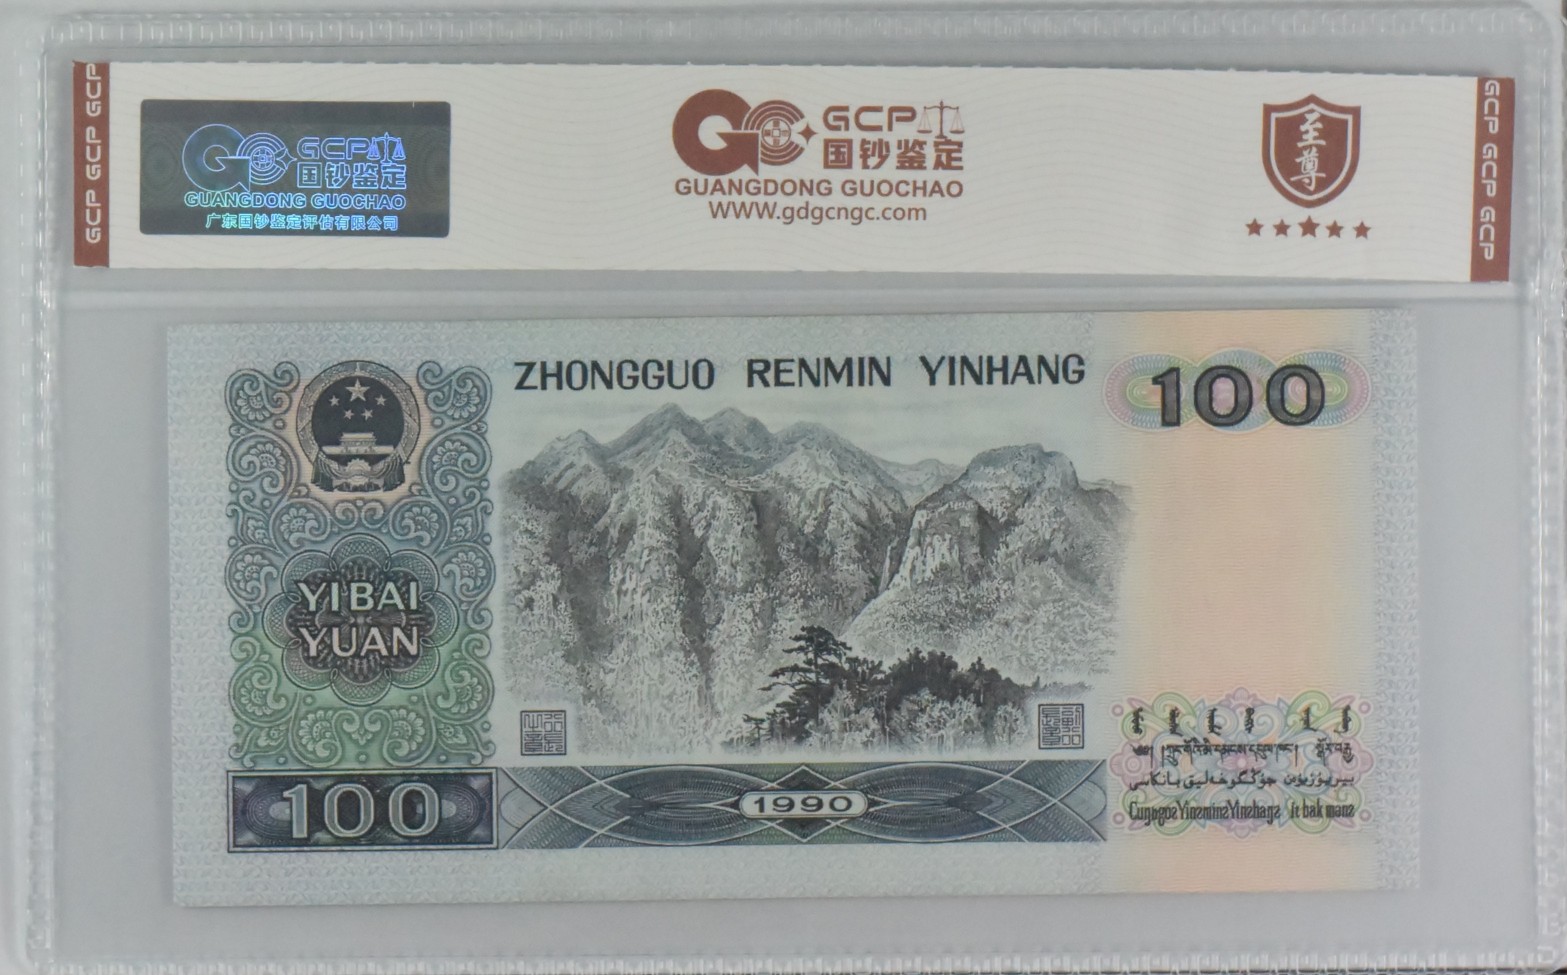 GCP GCP GCP
GCP 国钞鉴定
GUANGDONG GUOCHAO
广东国钞鉴定评估有限公司
GCP
国钞鉴定
GUANGDONG GUOCHAO
WWW.gdgcngc.com
至尊
GCP GCP GCP
ZHONGGUO RENMIN YINHANG
100
YI BAI
YUAN
100
1990